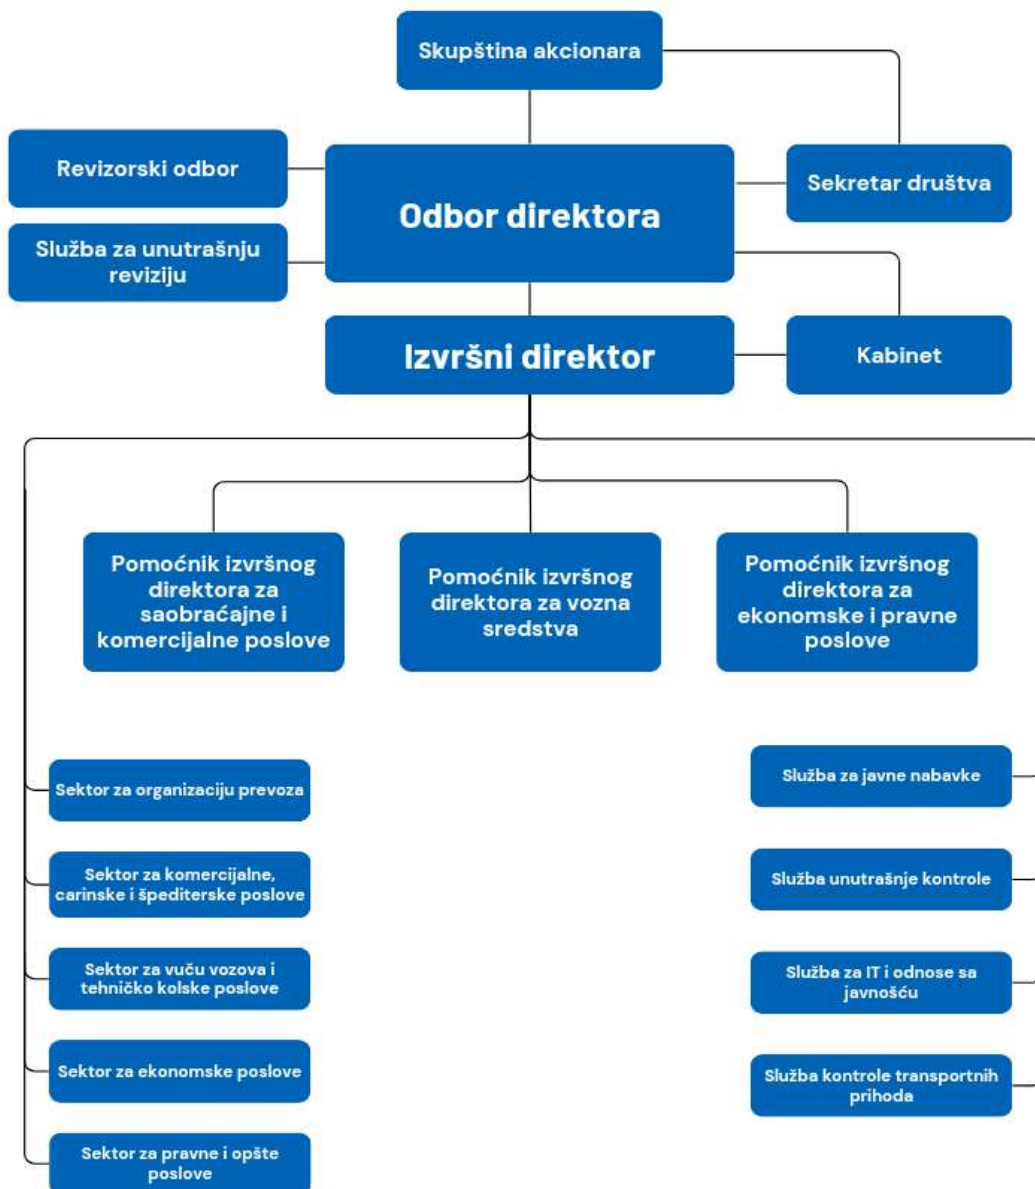 Skupština akcionara
Revizorski odbor
Odbor direktora
Sekretar društva
Služba za unutrašnju
reviziju
Izvršni direktor
Kabinet
Pomoćnik izvršnog
direktora za
saobraćajne i
komercijalne poslove
Pomoćnik izvršnog
direktora za vozna
sredstva
Pomoćnik izvršnog
direktora za
ekonomske i pravne
poslove
Sektor za organizaciju prevoza
Sektor za komercijalne,
carinske i špediterske poslove
Sektor za vuču vozova i
tehničko kolske poslove
Sektor za ekonomske poslove
Sektor za pravne i opšte
poslove
Služba za javne nabavke
Služba unutrašnje kontrole
Služba za IT i odnose sa
javnošću
Služba kontrole transportnih
prihoda